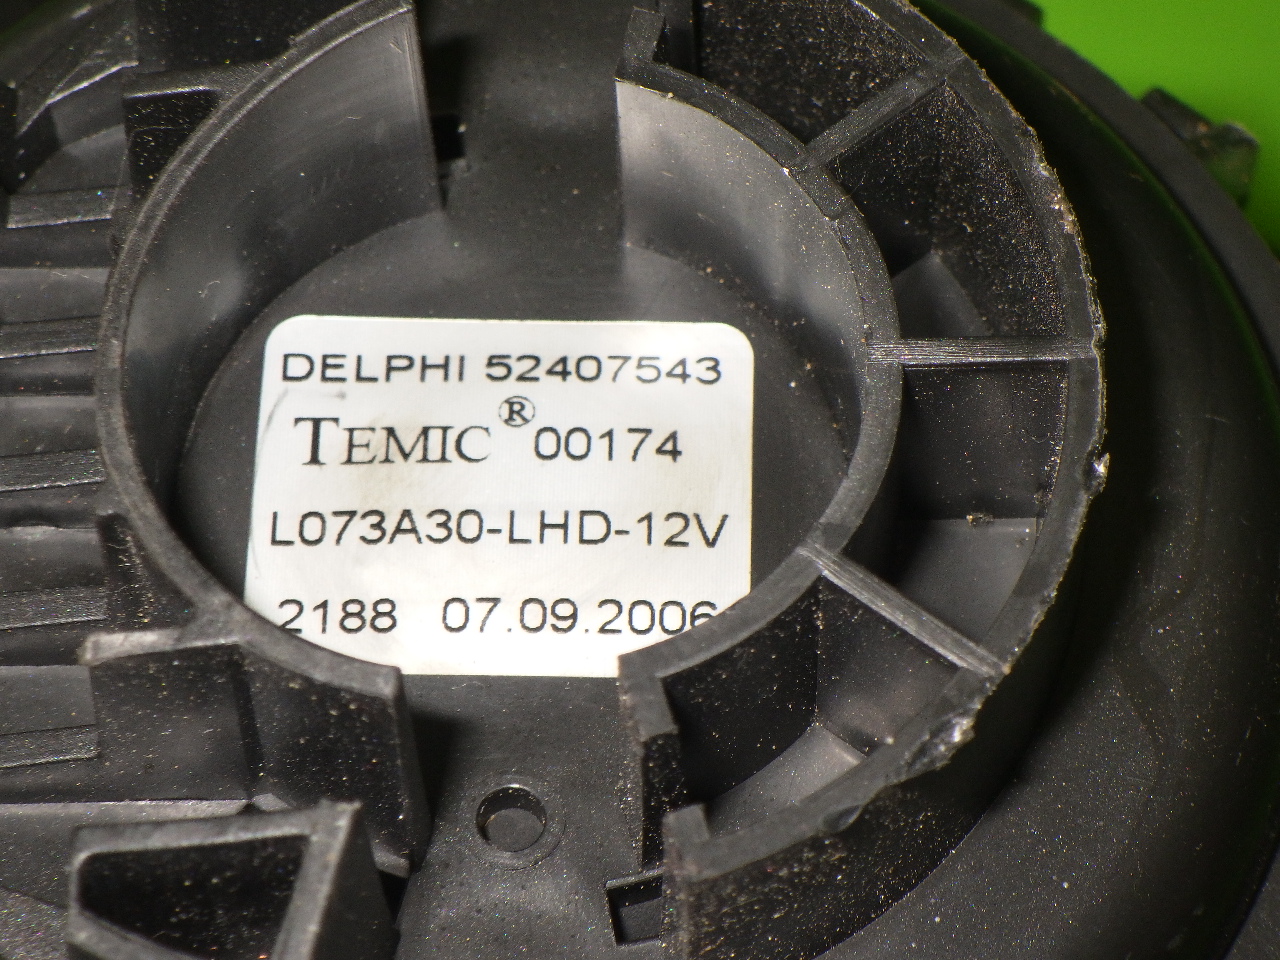 DELPHI 52407543
TEMIC® 00174
L073A30-LHD-12V
2188 07.09.2006